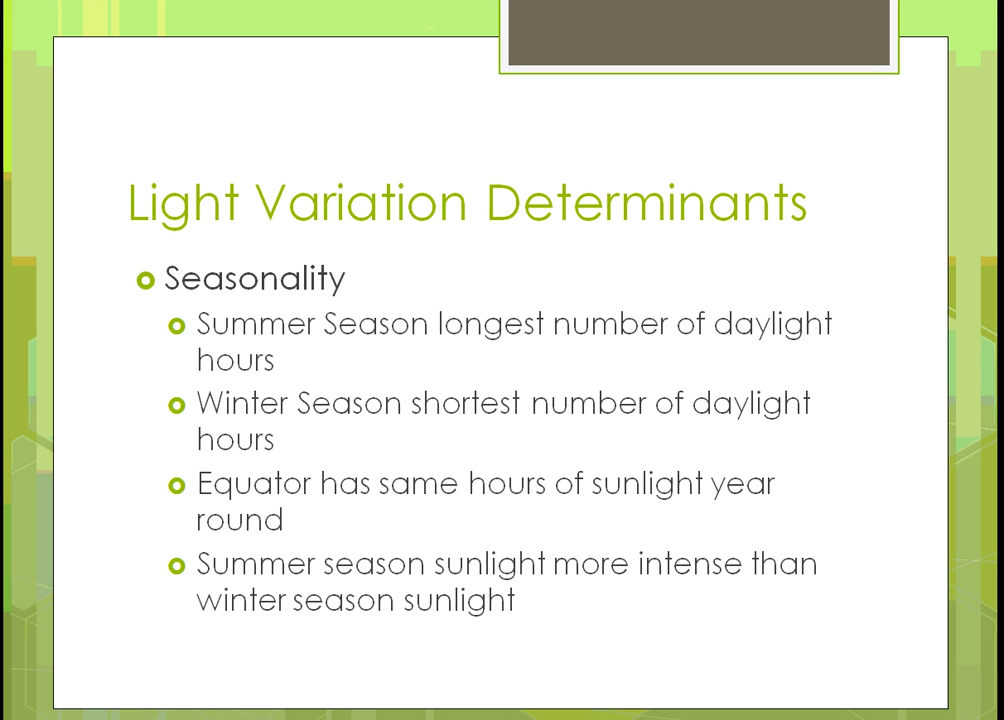 Light Variation Determinants
Seasonality
Summer Season longest number of daylight
hours
Winter Season shortest number of daylight
hours
Equator has same hours of sunlight year
round
Summer season sunlight more intense than
winter season sunlight